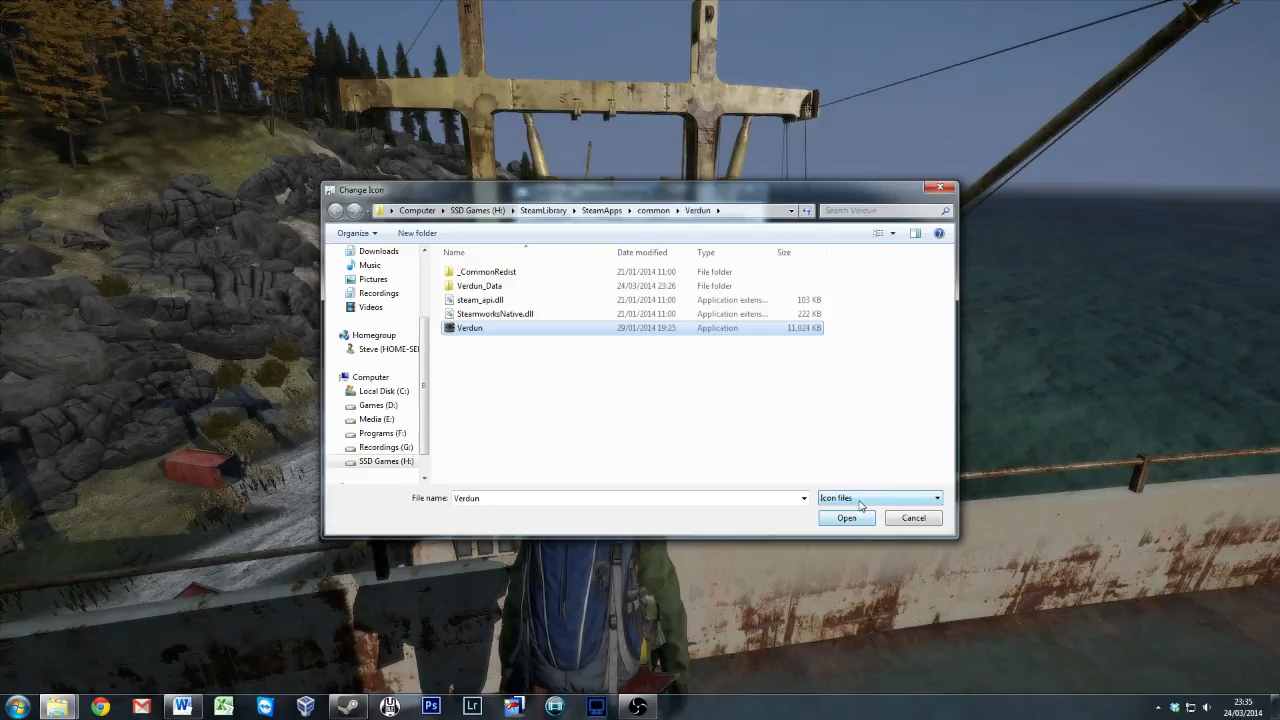 Change Icon
Computer SSD Games (H:) SteamLibrary SteamApps common Verdun Search Verdun
Organize New folder
Downloads
Music
Pictures
Recordings
Videos
Homegroup
Steve (HOME-SE
Computer
Local Disk (C:)
Games (D:)
Media (E:)
Programs (F:)
Recordings (G:)
SSD Games (H:)
Name Date modified Type Size
_CommonRedist 21/01/2014 11:00 File folder
Verdun_Data 24/03/2014 23:26 File folder
steam_api.dll 21/01/2014 11:00 Application extens... 103 KB
SteamworksNative.dll 21/01/2014 11:00 Application extens... 222 KB
Verdun 29/01/2014 19:25 Application 11,024 KB
File name: Verdun Icon files
Open Cancel
Ps Lr
23:35
24/03/2014